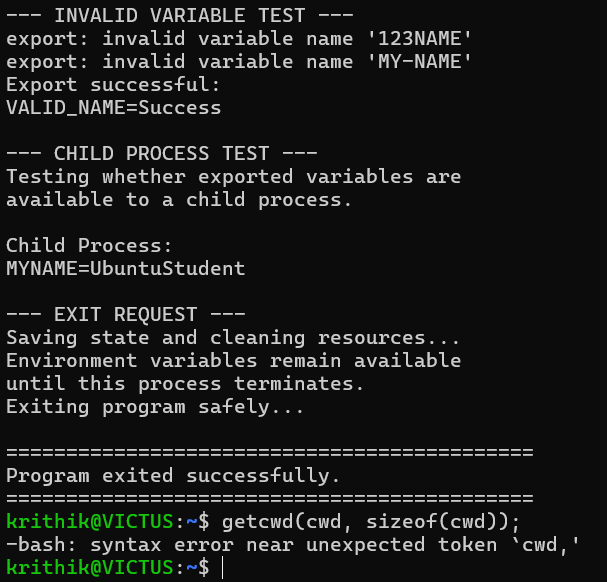 --- INVALID VARIABLE TEST ---
export: invalid variable name '123NAME'
export: invalid variable name 'MY-NAME'
Export successful:
VALID_NAME=Success
--- CHILD PROCESS TEST ---
Testing whether exported variables are
available to a child process.
Child Process:
MYNAME=UbuntuStudent
--- EXIT REQUEST ---
Saving state and cleaning resources...
Environment variables remain available
until this process terminates.
Exiting program safely...
============================================
Program exited successfully.
============================================
krithik@VICTUS:~$ getcwd(cwd, sizeof(cwd));
-bash: syntax error near unexpected token `cwd,'
krithik@VICTUS:~$